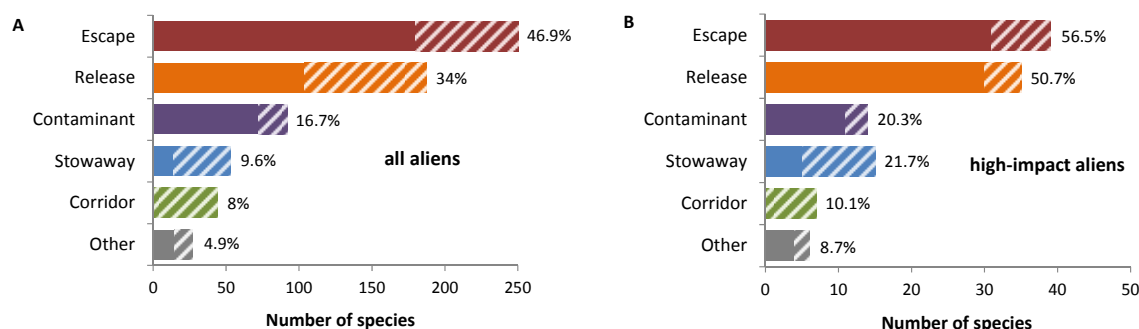 A
Escape
46.9%
Release
34%
Contaminant
16.7%
Stowaway
9.6%
all aliens
Corridor
8%
Other
4.9%
0 50 100 150 200 250
Number of species
B
Escape
56.5%
Release
50.7%
Contaminant
20.3%
Stowaway
21.7%
high-impact aliens
Corridor
10.1%
Other
8.7%
0 10 20 30 40 50
Number of species